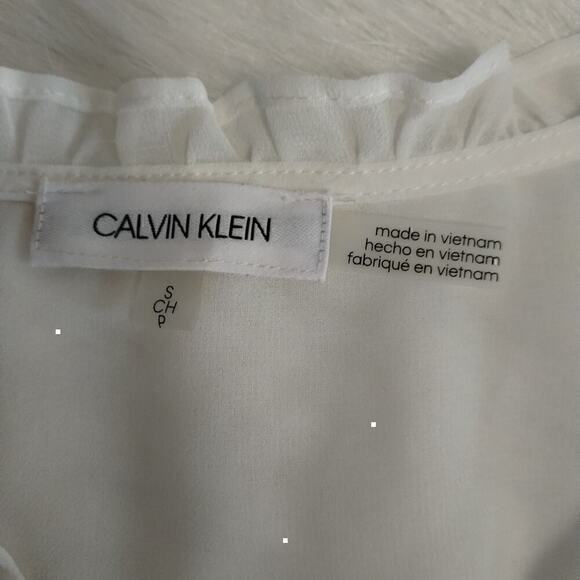 CALVIN KLEIN
made in vietnam
hecho en vietnam
fabriqué en vietnam
S
CH
P